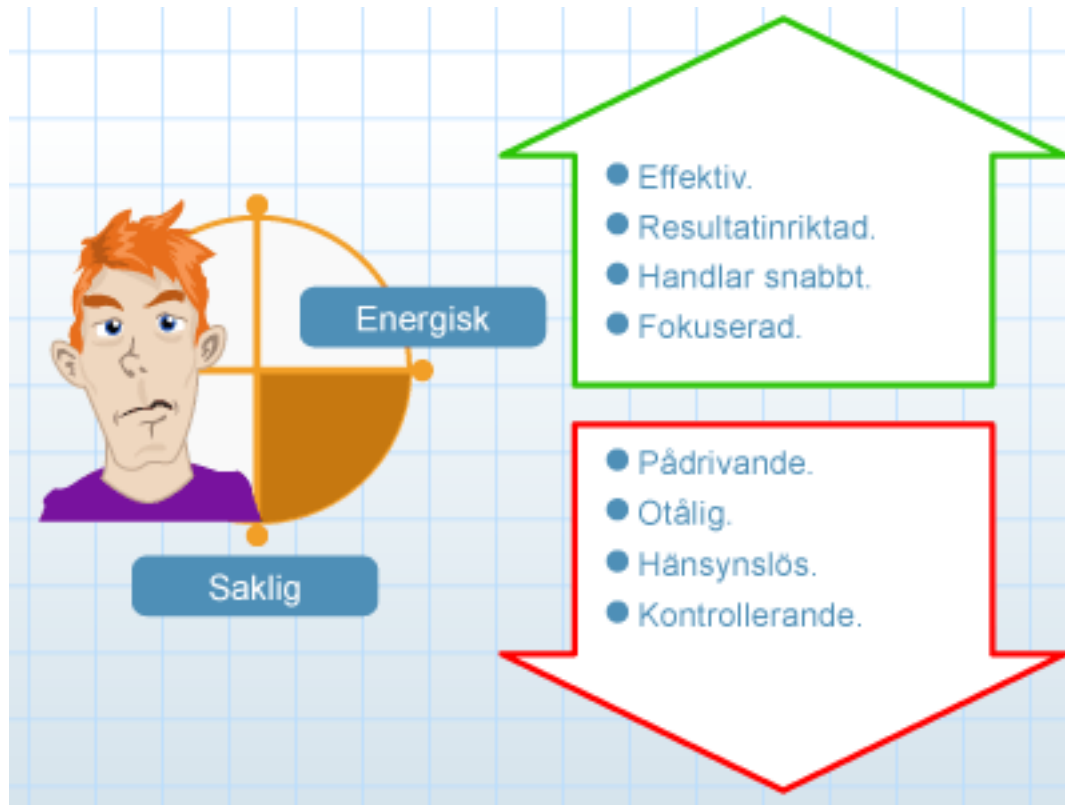 Energisk
Saklig
Effektiv.
Resultatinriktad.
Handlar snabbt.
Fokuserad.
Pådrivande.
Otålig.
Hänsynslös.
Kontrollerande.